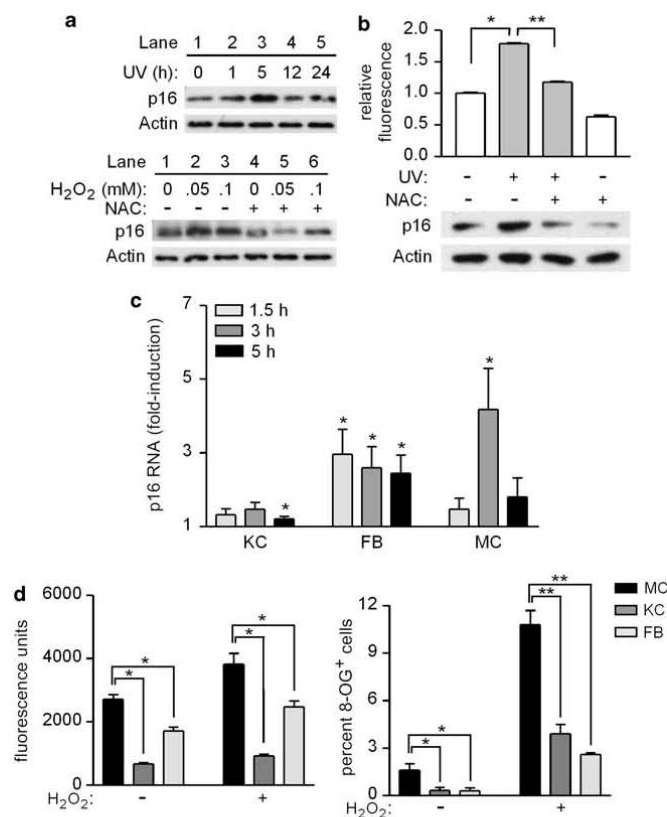 a
Lane 1 2 3 4 5
UV (h): 0 1 5 12 24
p16
Actin
Lane 1 2 3 4 5 6
H₂O₂ (mM): 0 .05 .1 0 .05 .1
NAC: - - - + + +
p16
Actin
b
relative fluorescence
2.0
1.5
1.0
0.5
0.0
* **
UV: - + + -
NAC: - - + +
p16
Actin
c
p16 RNA (fold-induction)
7
5
3
1
1.5 h
3 h
5 h
* * * * *
KC FB MC
d
fluorescence units
6000
4000
2000
0
* * * *
H₂O₂: - +
percent 8-OG⁺ cells
12
9
6
3
0
* * ** **
H₂O₂: - +
MC
KC
FB